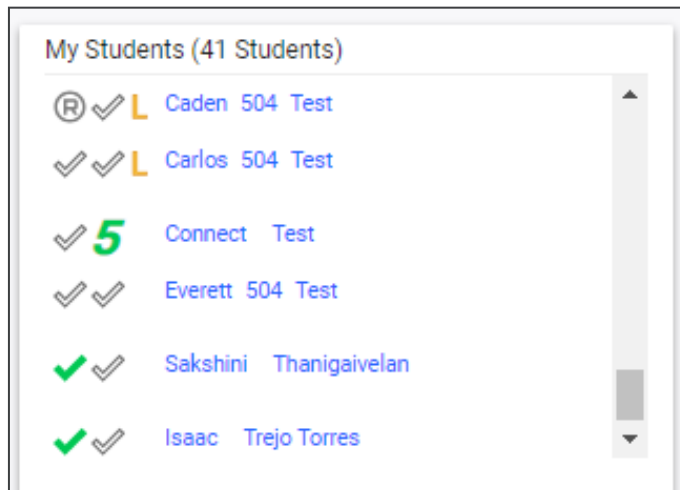 My Students (41 Students)
® L Caden 504 Test
L Carlos 504 Test
5 Connect Test
Everett 504 Test
Sakshini Thanigaivelan
Isaac Trejo Torres